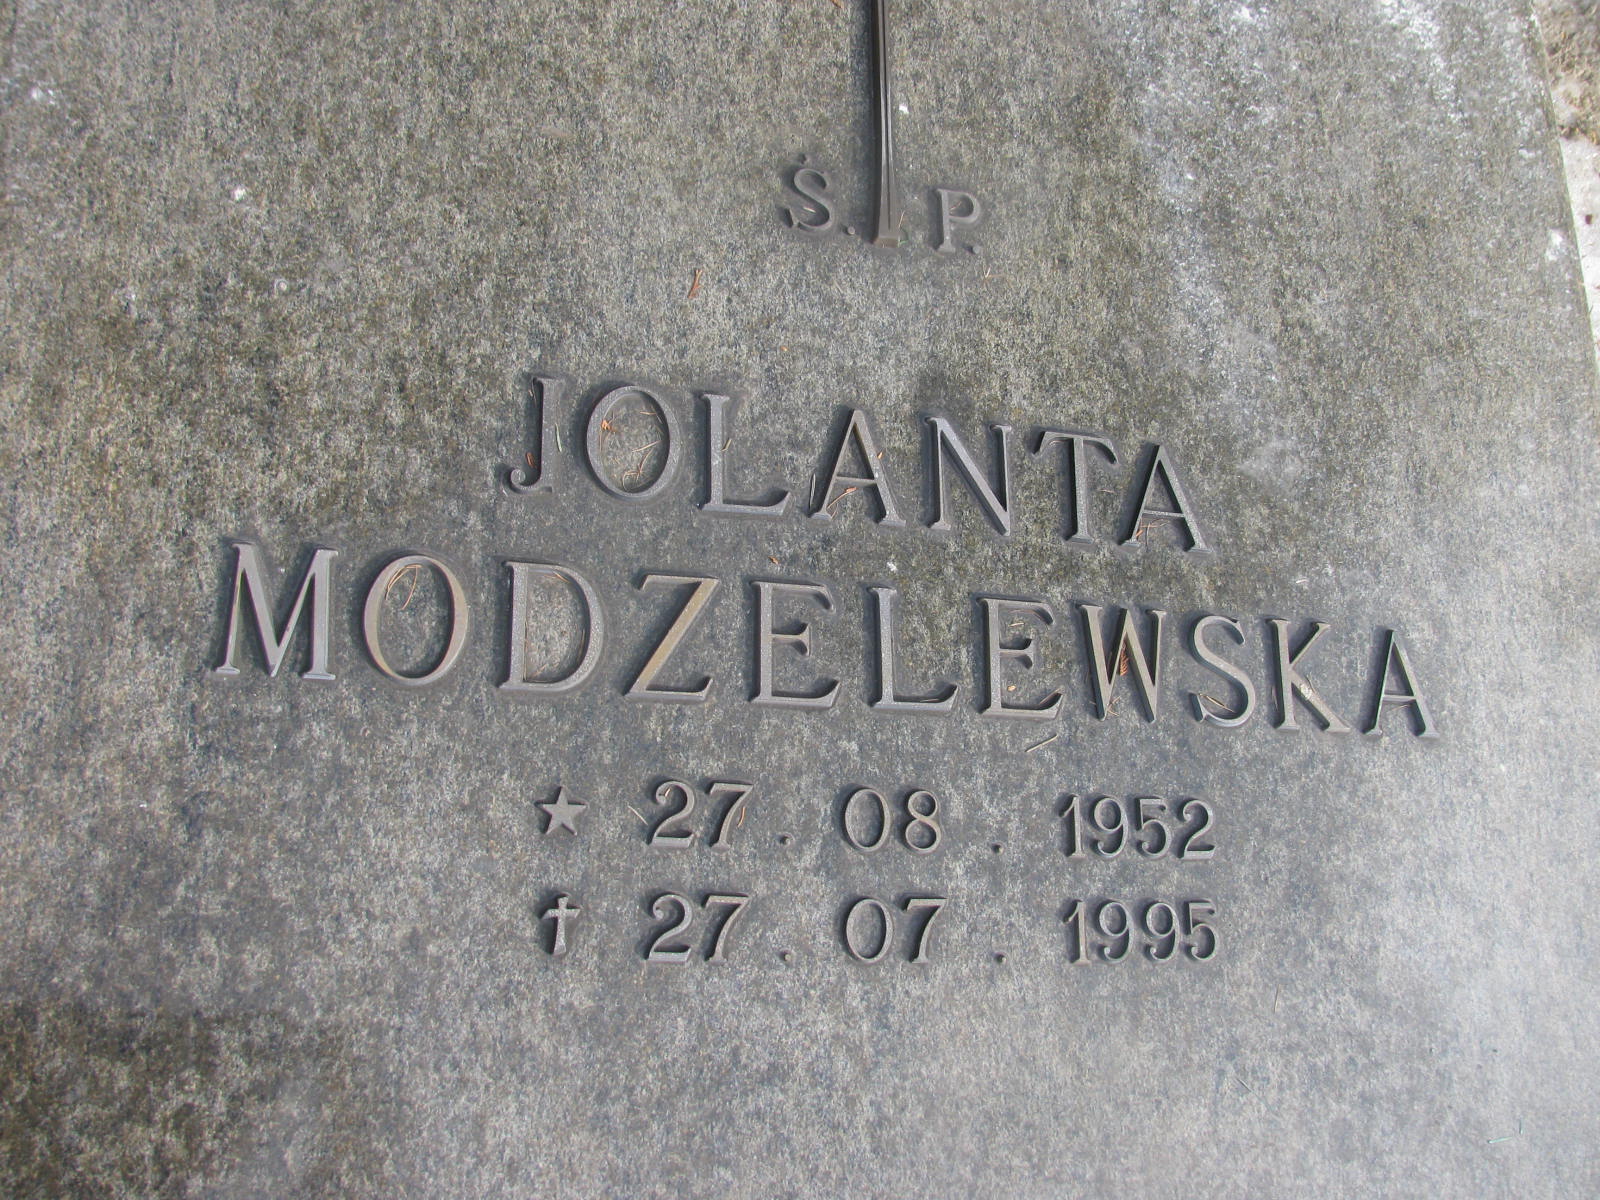 Ś. P.
JOLANTA
MODZELEWSKA
★ 27. 08. 1952
✝ 27. 07. 1995